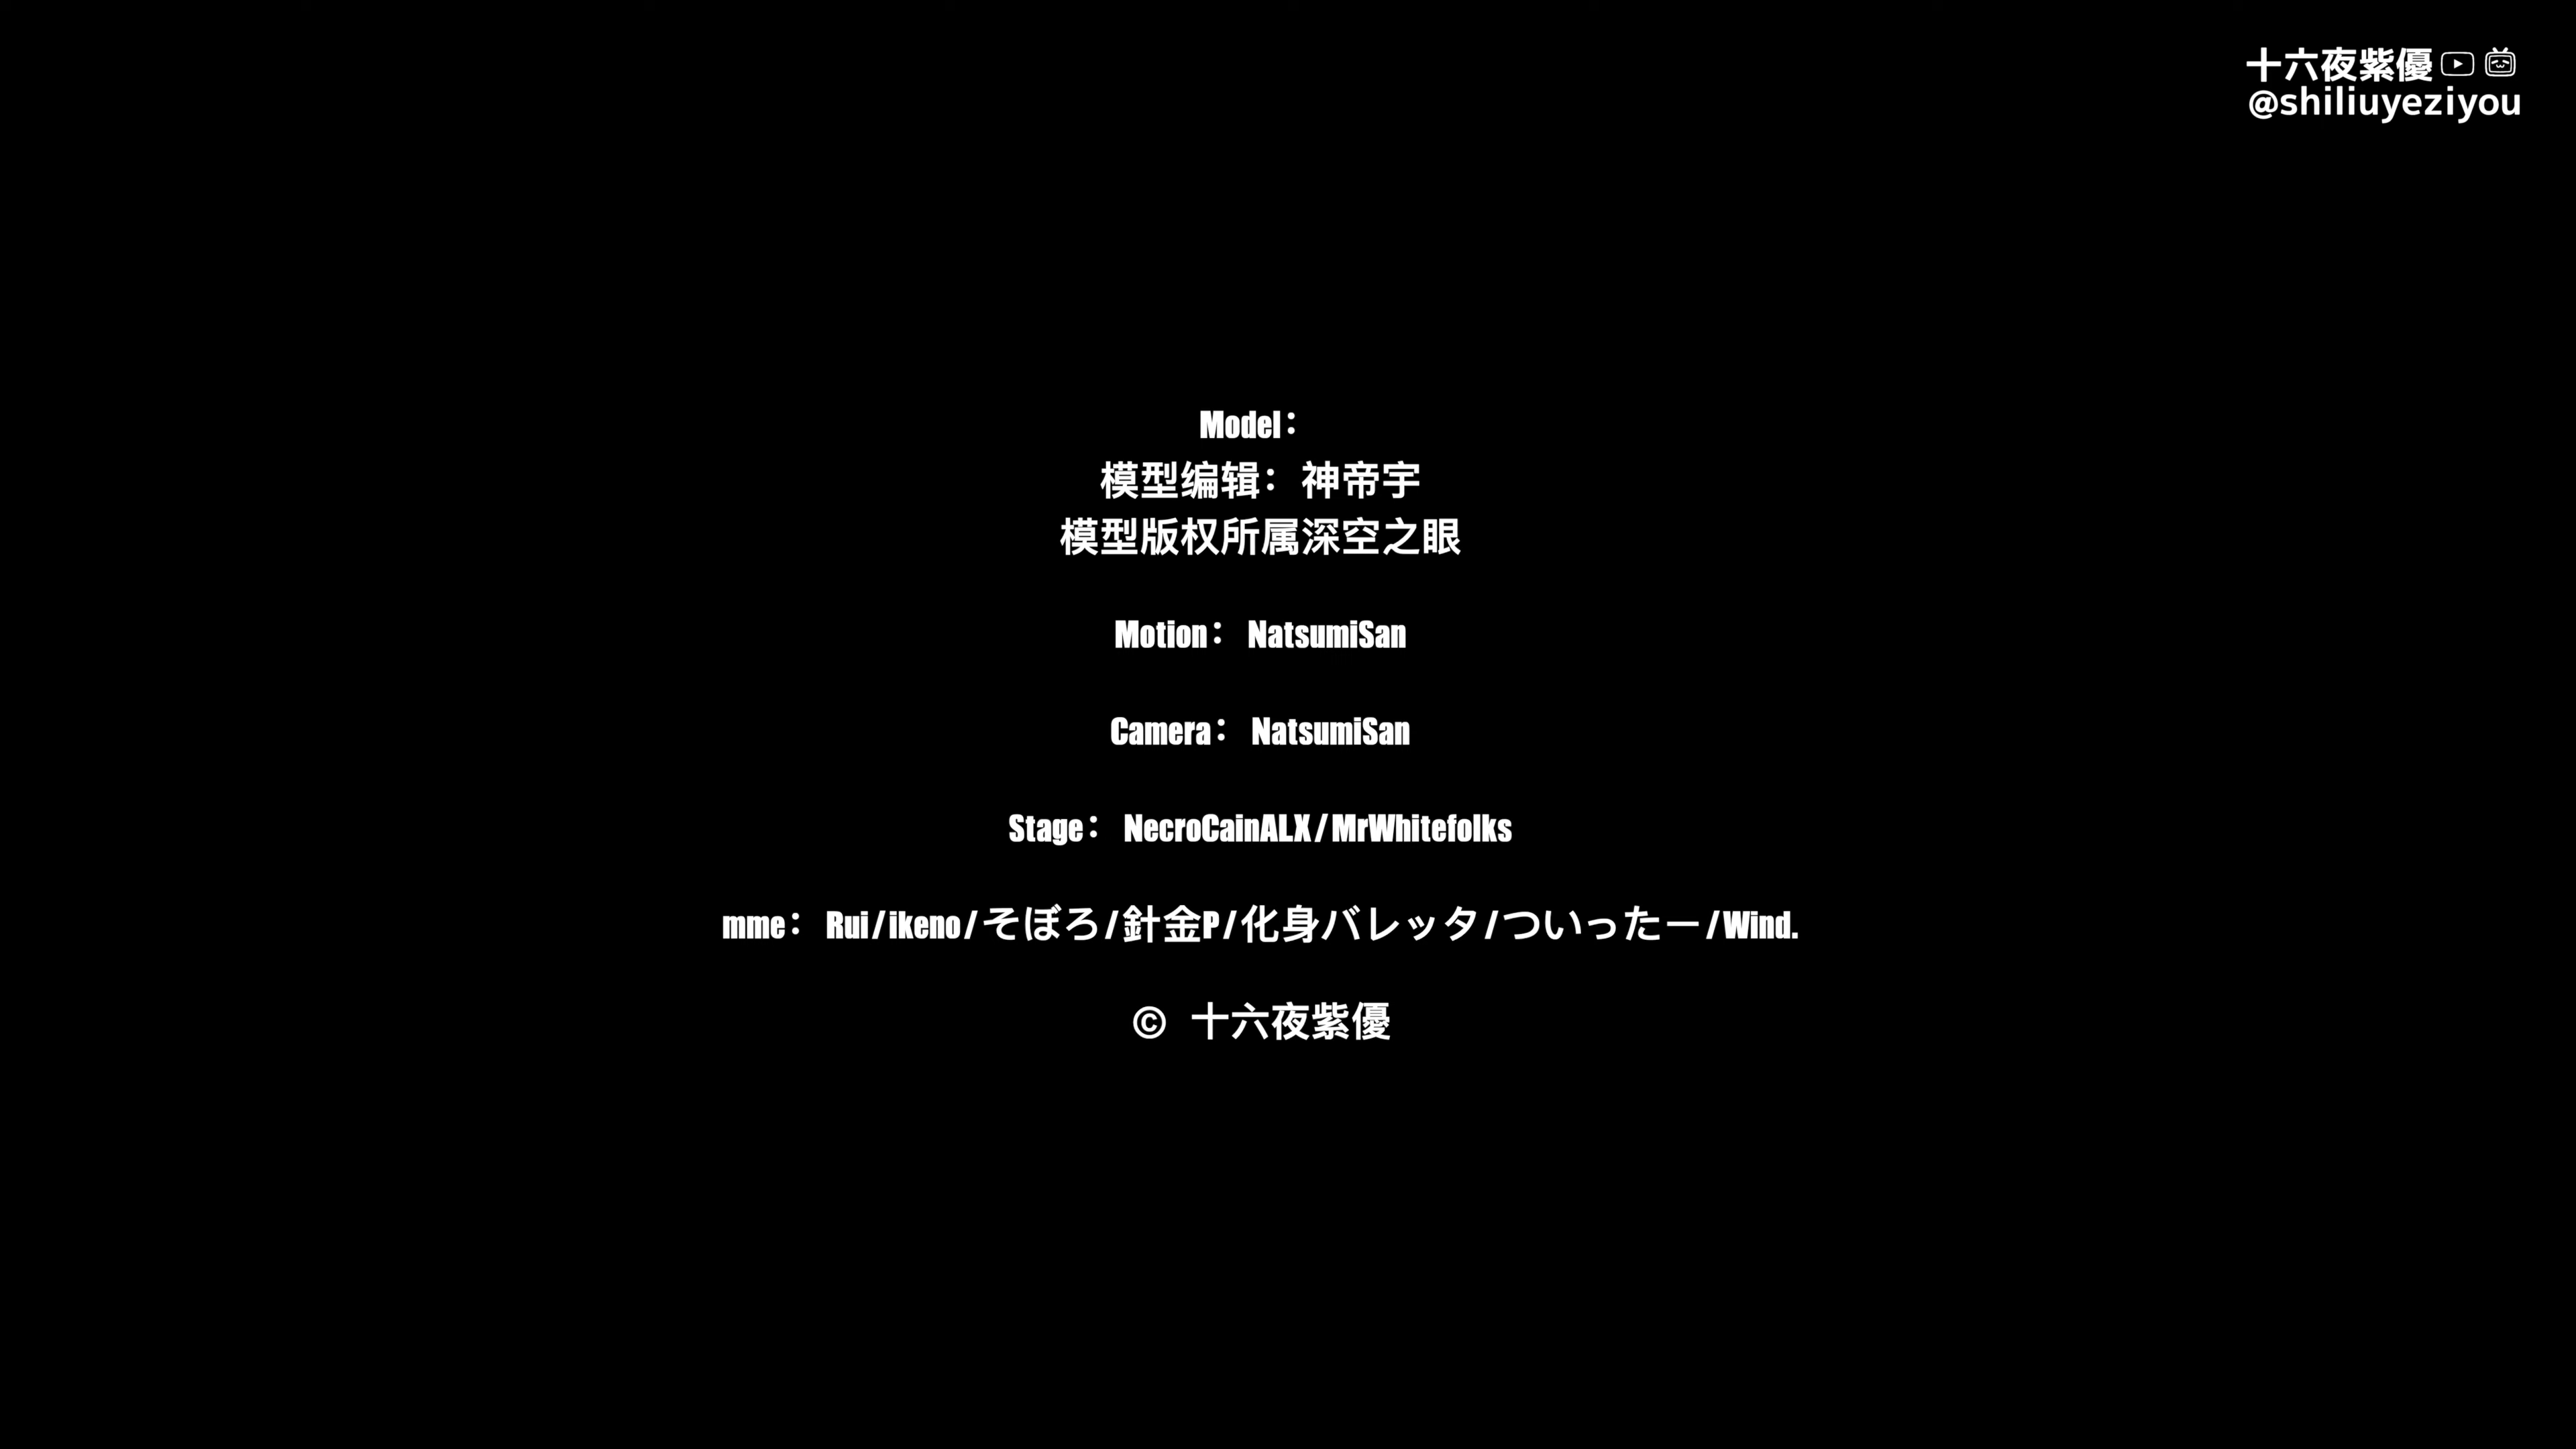 十六夜紫優
@shiliuyeziyou
Model：
模型编辑：神帝宇
模型版权所属深空之眼
Motion： NatsumiSan
Camera： NatsumiSan
Stage： NecroCainALX/MrWhitefolks
mme： Rui/ikeno/そぼろ/針金P/化身バレッタ/ついったー/Wind.
© 十六夜紫優